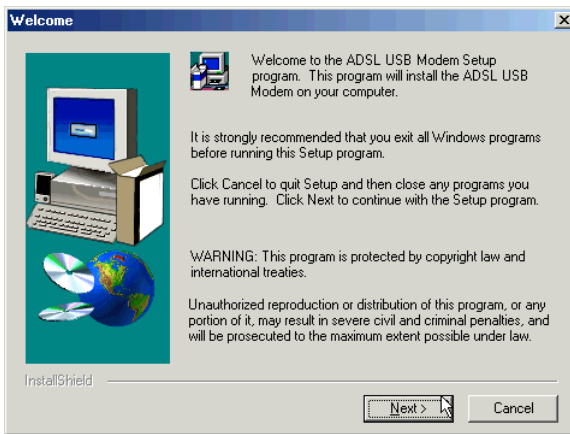 Welcome
Welcome to the ADSL USB Modem Setup
program. This program will install the ADSL USB
Modem on your computer.
It is strongly recommended that you exit all Windows programs
before running this Setup program.
Click Cancel to quit Setup and then close any programs you
have running. Click Next to continue with the Setup program.
WARNING: This program is protected by copyright law and
international treaties.
Unauthorized reproduction or distribution of this program, or any
portion of it, may result in severe civil and criminal penalties, and
will be prosecuted to the maximum extent possible under law.
InstallShield
Next >
Cancel